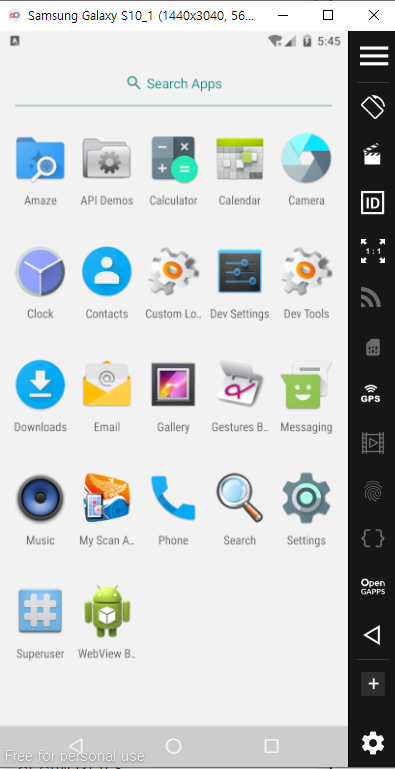 Samsung Galaxy S10_1 (1440x3040, 56...
A
5:45
Search Apps
Amaze
API Demos
Calculator
Calendar
Camera
Clock
Contacts
Custom Lo..
Dev Settings
Dev Tools
Downloads
Email
Gallery
Gestures B..
Messaging
Music
My Scan A..
Phone
Search
Settings
Superuser
WebView B..
ID
1 : 1
GPS
Open
GAPPS
Free for personal use